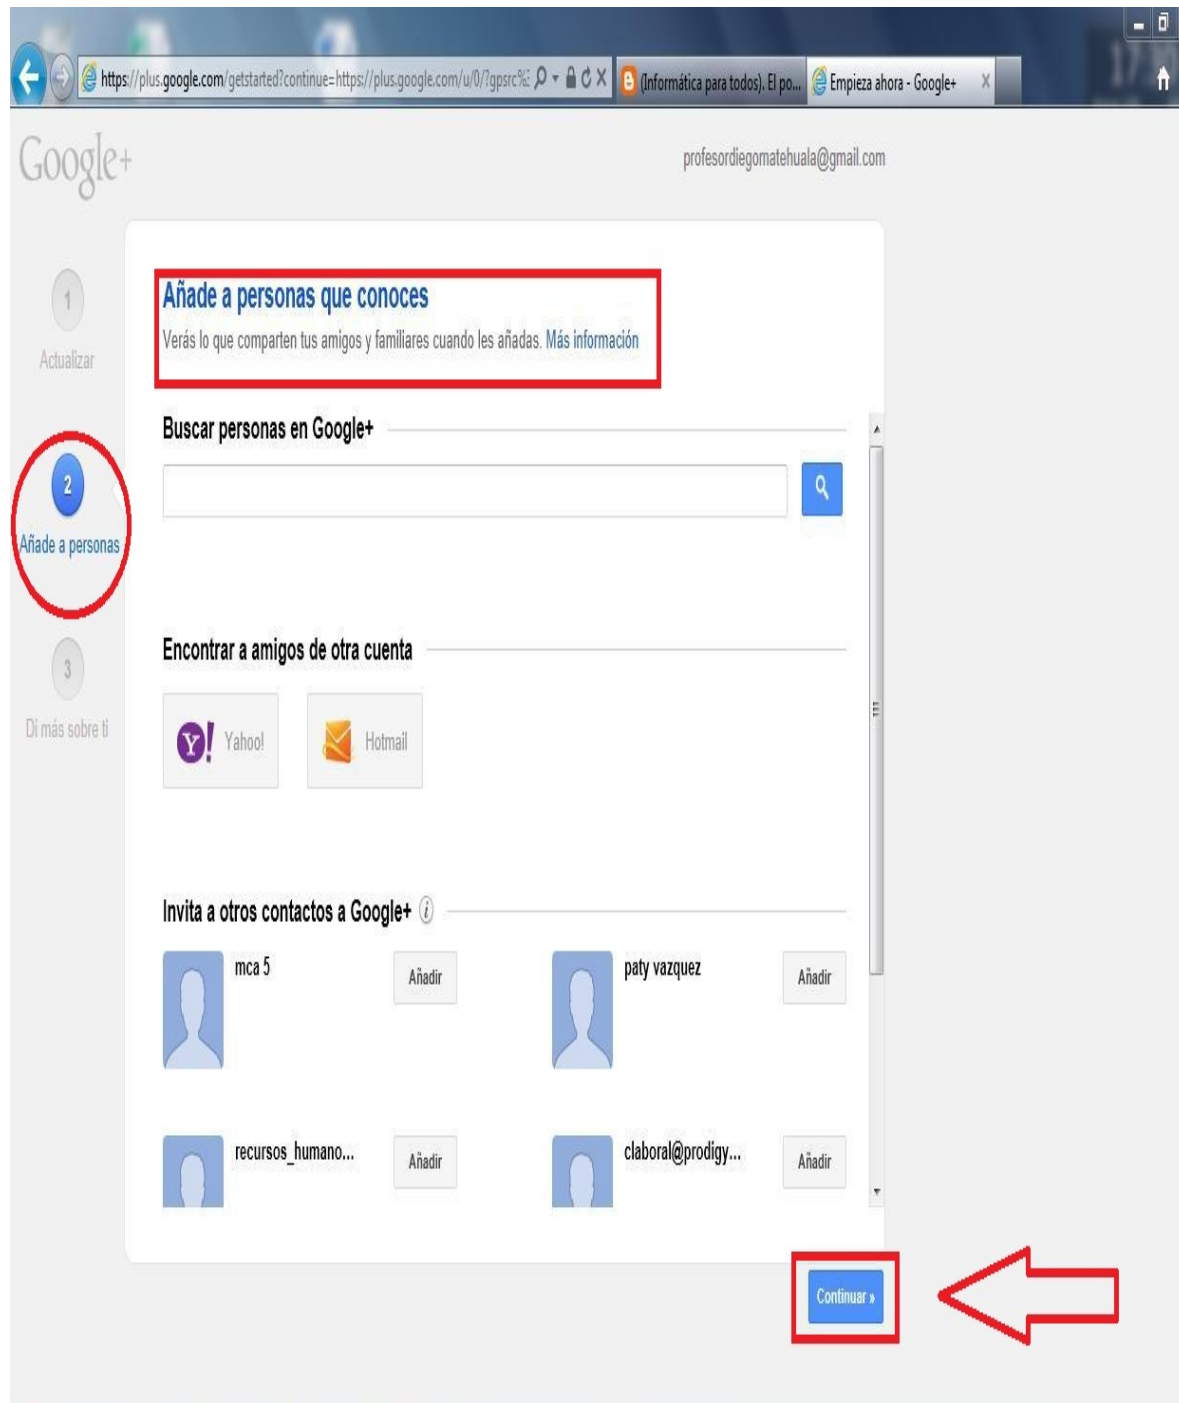 https://plus.google.com/getstarted?continue=https://plus.google.com/u/0/?gpsrc%
(Informática para todos). El po...
Empieza ahora - Google+
Google+
profesordiegomatehuala@gmail.com
1
Actualizar
Añade a personas que conoces
Verás lo que comparten tus amigos y familiares cuando les añadas. Más información
Buscar personas en Google+
2
Añade a personas
Encontrar a amigos de otra cuenta
3
Di más sobre ti
Y! Yahoo!
Hotmail
Invita a otros contactos a Google+ i
mca 5
Añadir
paty vazquez
Añadir
recursos_humano...
Añadir
claboral@prodigy...
Añadir
Continuar »